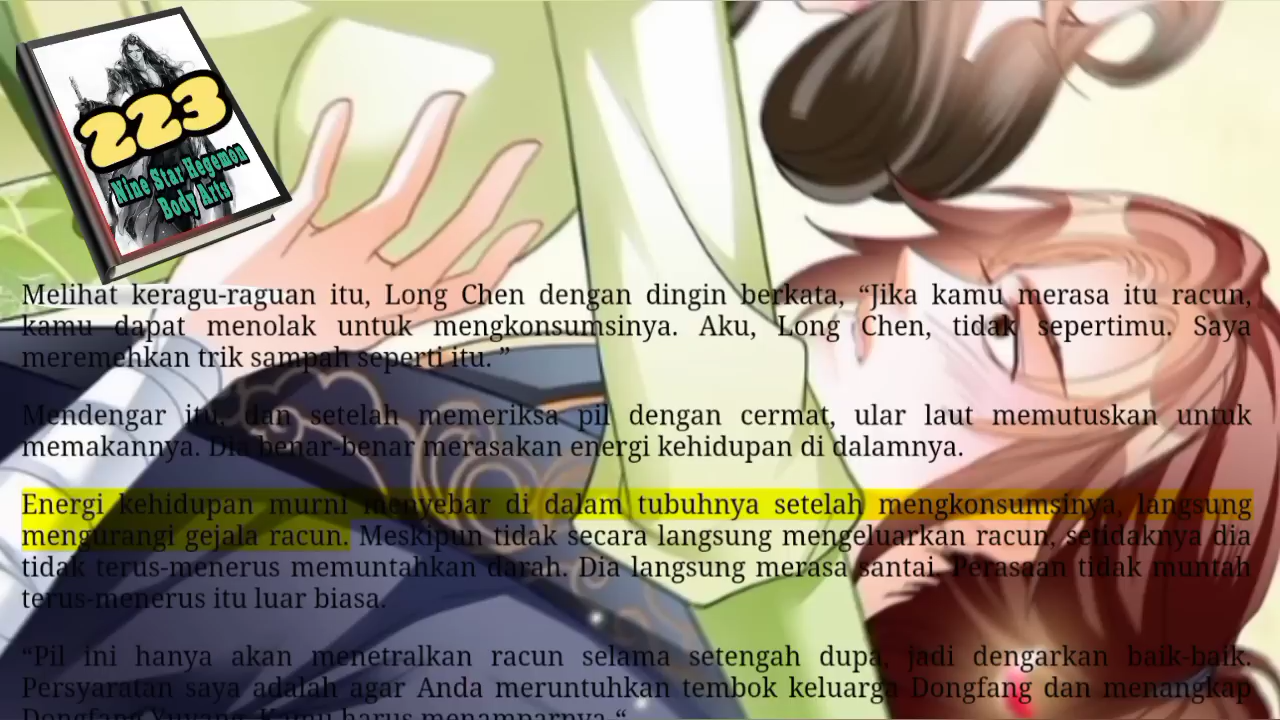 223
Nine Star Hegemon
Body Arts
Melihat keragu-raguan itu, Long Chen dengan dingin berkata, “Jika kamu merasa itu racun,
kamu dapat menolak untuk mengkonsumsinya. Aku, Long Chen, tidak sepertimu. Saya
meremehkan trik sampah seperti itu. ”
Mendengar itu, dan setelah memeriksa pil dengan cermat, ular laut memutuskan untuk
memakannya. Dia benar-benar merasakan energi kehidupan di dalamnya.
Energi kehidupan murni menyebar di dalam tubuhnya setelah mengkonsumsinya, langsung
mengurangi gejala racun. Meskipun tidak secara langsung mengeluarkan racun, setidaknya dia
tidak terus-menerus memuntahkan darah. Dia langsung merasa santai. Perasaan tidak muntah
terus-menerus itu luar biasa.
“Pil ini hanya akan menetralkan racun selama setengah dupa, jadi dengarkan baik-baik.
Persyaratan saya adalah agar Anda meruntuhkan tembok keluarga Dongfang dan menangkap
Dongfang Yuyang. Kamu harus menamparnya.“